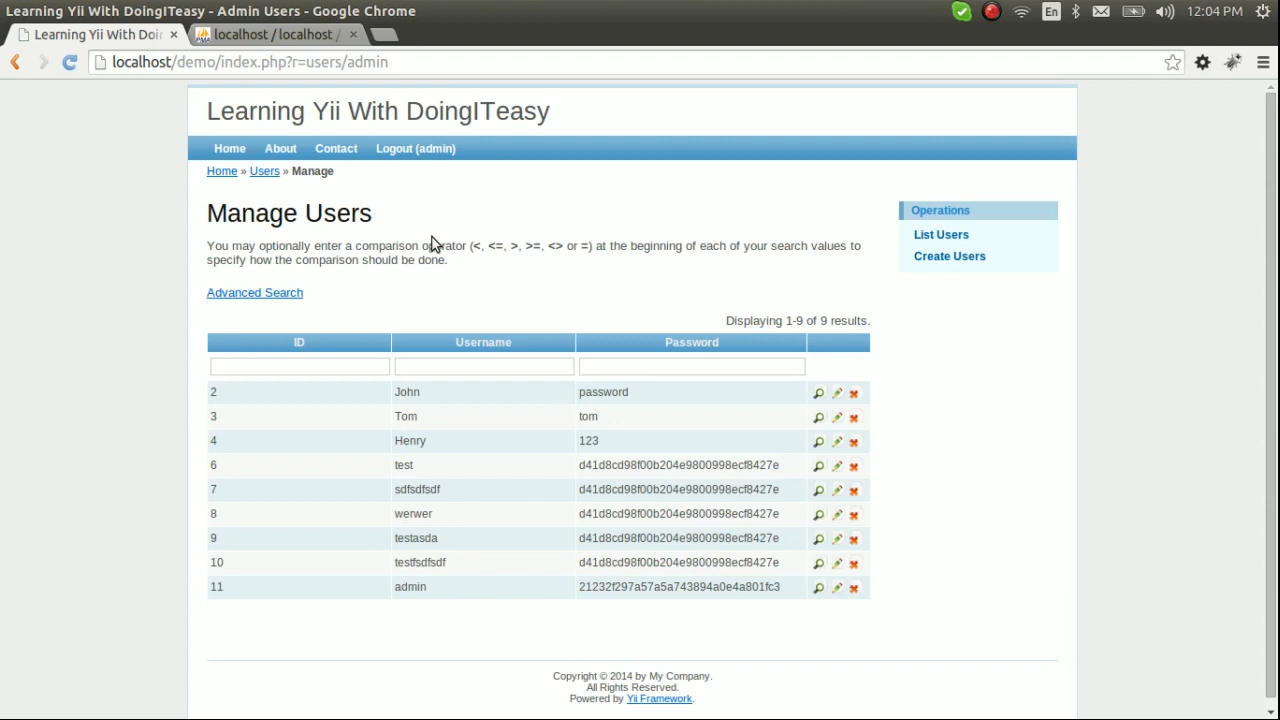 Learning Yii With DoingITeasy - Admin Users - Google Chrome
En
12:04 PM
Learning Yii With Doin
localhost / localhost /
localhost/demo/index.php?r=users/admin
Learning Yii With DoingITeasy
Home About Contact Logout (admin)
Home » Users » Manage
Manage Users
You may optionally enter a comparison operator (<, <=, >, >=, <> or =) at the beginning of each of your search values to
specify how the comparison should be done.
Advanced Search
Operations
List Users
Create Users
Displaying 1-9 of 9 results.
ID Username Password
2 John password
3 Tom tom
4 Henry 123
6 test d41d8cd98f00b204e9800998ecf8427e
7 sdfsdfsdf d41d8cd98f00b204e9800998ecf8427e
8 werwer d41d8cd98f00b204e9800998ecf8427e
9 testasda d41d8cd98f00b204e9800998ecf8427e
10 testfsdfsdf d41d8cd98f00b204e9800998ecf8427e
11 admin 21232f297a57a5a743894a0e4a801fc3
Copyright © 2014 by My Company.
All Rights Reserved.
Powered by Yii Framework.